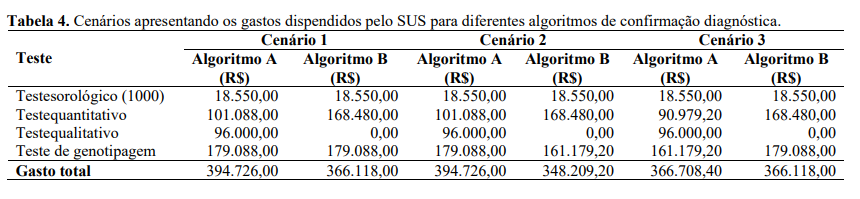 Tabela 4. Cenários apresentando os gastos dispendidos pelo SUS para diferentes algoritmos de confirmação diagnóstica.
Cenário 1 Cenário 2 Cenário 3
Teste Algoritmo A Algoritmo B Algoritmo A Algoritmo B Algoritmo A Algoritmo B
(R$) (R$) (R$) (R$) (R$) (R$)
Testesorológico (1000) 18.550,00 18.550,00 18.550,00 18.550,00 18.550,00 18.550,00
Testequantitativo 101.088,00 168.480,00 101.088,00 168.480,00 90.979,20 168.480,00
Testequalitativo 96.000,00 0,00 96.000,00 0,00 96.000,00 0,00
Teste de genotipagem 179.088,00 179.088,00 179.088,00 161.179,20 161.179,20 179.088,00
Gasto total 394.726,00 366.118,00 394.726,00 348.209,20 366.708,40 366.118,00